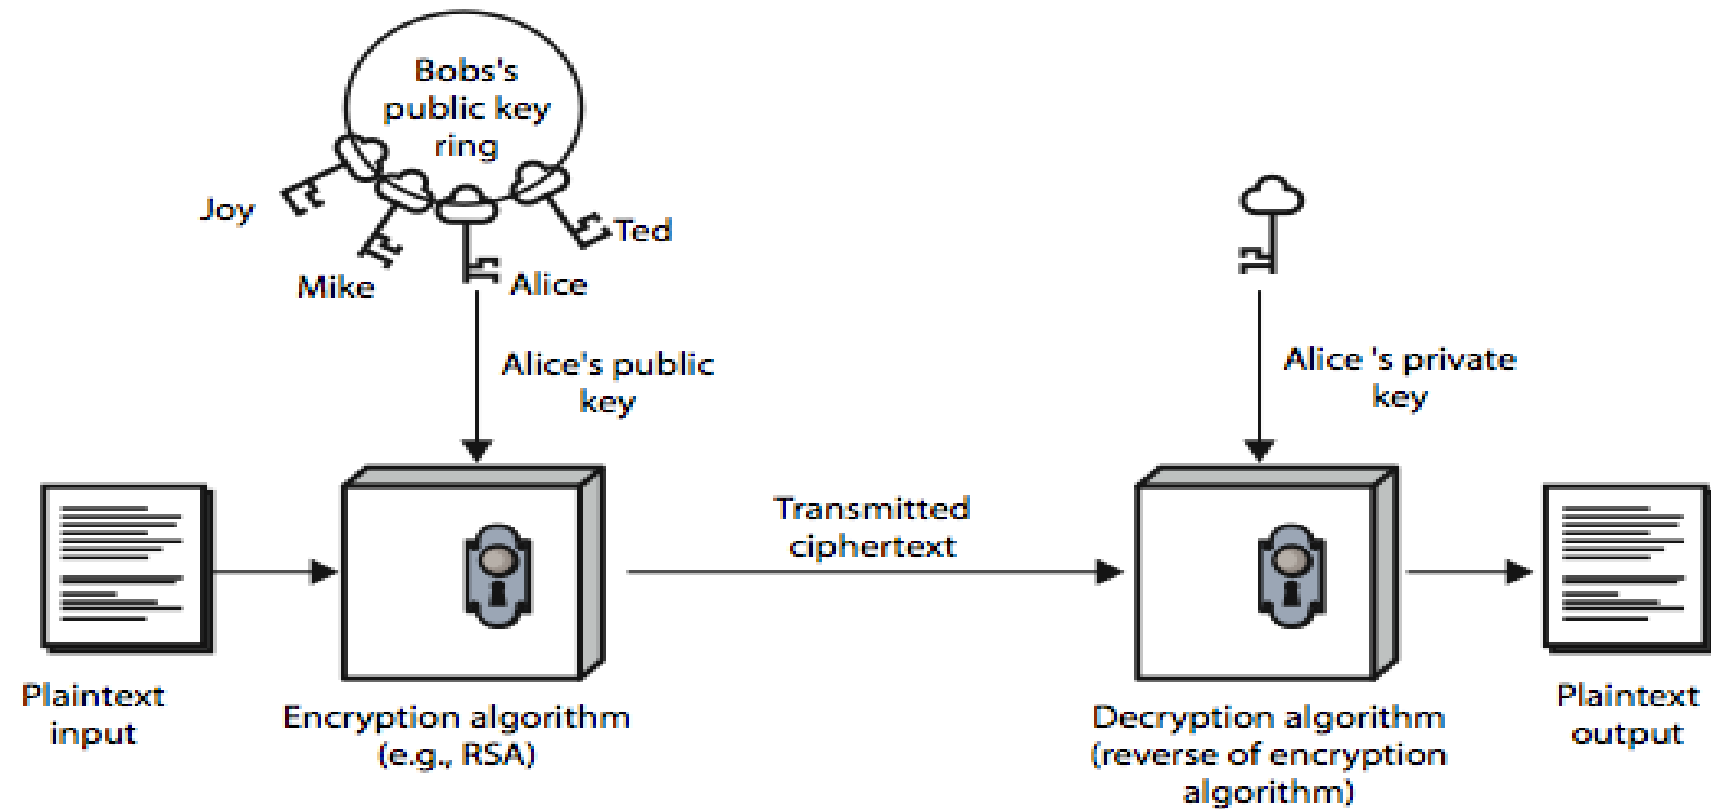 Bobs's
public key
ring
Joy
Ted
Mike
Alice
Alice's public
key
Alice 's private
key
Transmitted
ciphertext
Plaintext
input
Encryption algorithm
(e.g., RSA)
Decryption algorithm
(reverse of encryption
algorithm)
Plaintext
output